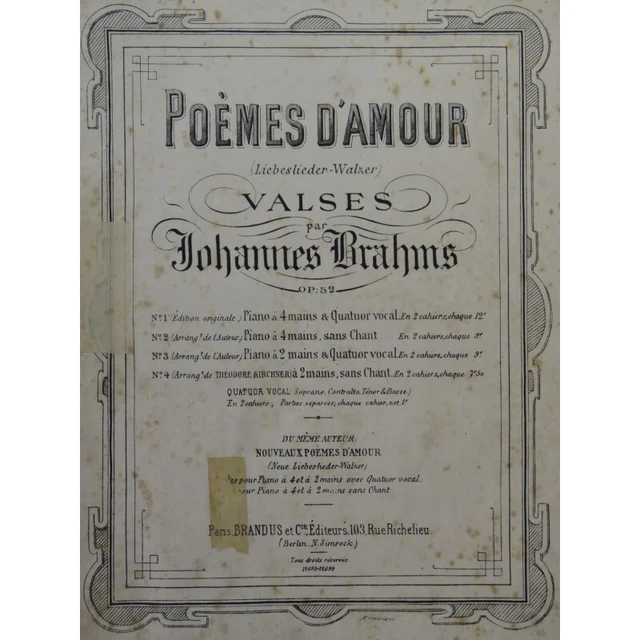 POÈMES D'AMOUR
(Liebeslieder-Walzer)
VALSES
par
Johannes Brahms
OP: 52
Nº 1 (Édition originale.) Piano à 4 mains & Quatuor vocal. En 2 cahiers, chaque 12f
Nº 2 (Arrangt de l'Auteur) Piano à 4 mains, sans Chant En 2 cahiers, chaque 9f
Nº 3 (Arrangt de l'Auteur) Piano à 2 mains & Quatuor vocal. En 2 cahiers, chaque 9f
Nº 4 (Arrangt de THÉODORE KIRCHNER) à 2 mains, sans Chant. En 2 cahiers, chaque 7f50
QUATUOR VOCAL (Soprano, Contralto, Ténor & Basse.)
En 2 cahiers, Parties séparées; chaque cahier, net. 1f
DU MÊME AUTEUR:
NOUVEAUX POÈMES D'AMOUR
(Neue Liebeslieder-Walzer)
pour Piano à 4 et à 2 mains avec Quatuor vocal.
pour Piano à 4 et à 2 mains sans Chant
Paris, BRANDUS et Cie, Éditeurs, 103, Rue Richelieu.
(Berlin, N. Simrock.)
Tous droits réservés